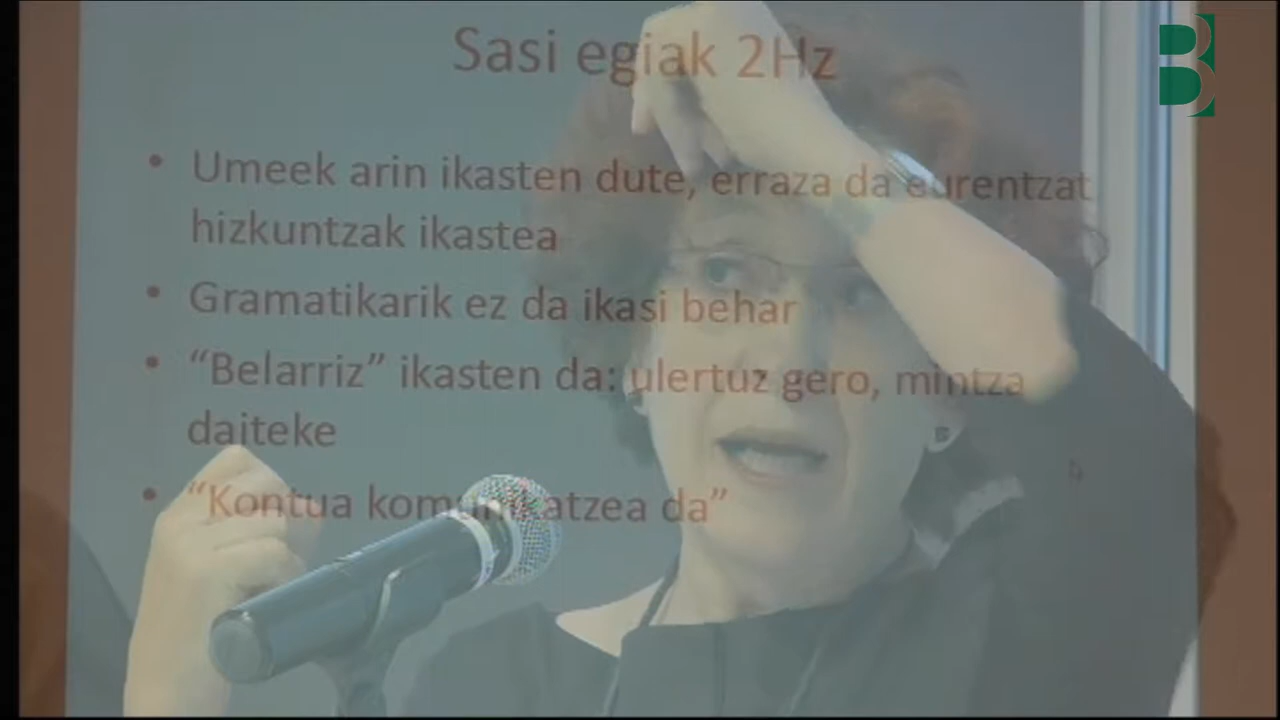 Sasi egiak 2Hz
• Umeek arin ikasten dute, erraza da eurentzat
hizkuntzak ikastea
• Gramatikarik ez da ikasi behar
• “Belarriz” ikasten da: ulertuz gero, mintza
daiteke
• “Kontua komunikatzea da”
B